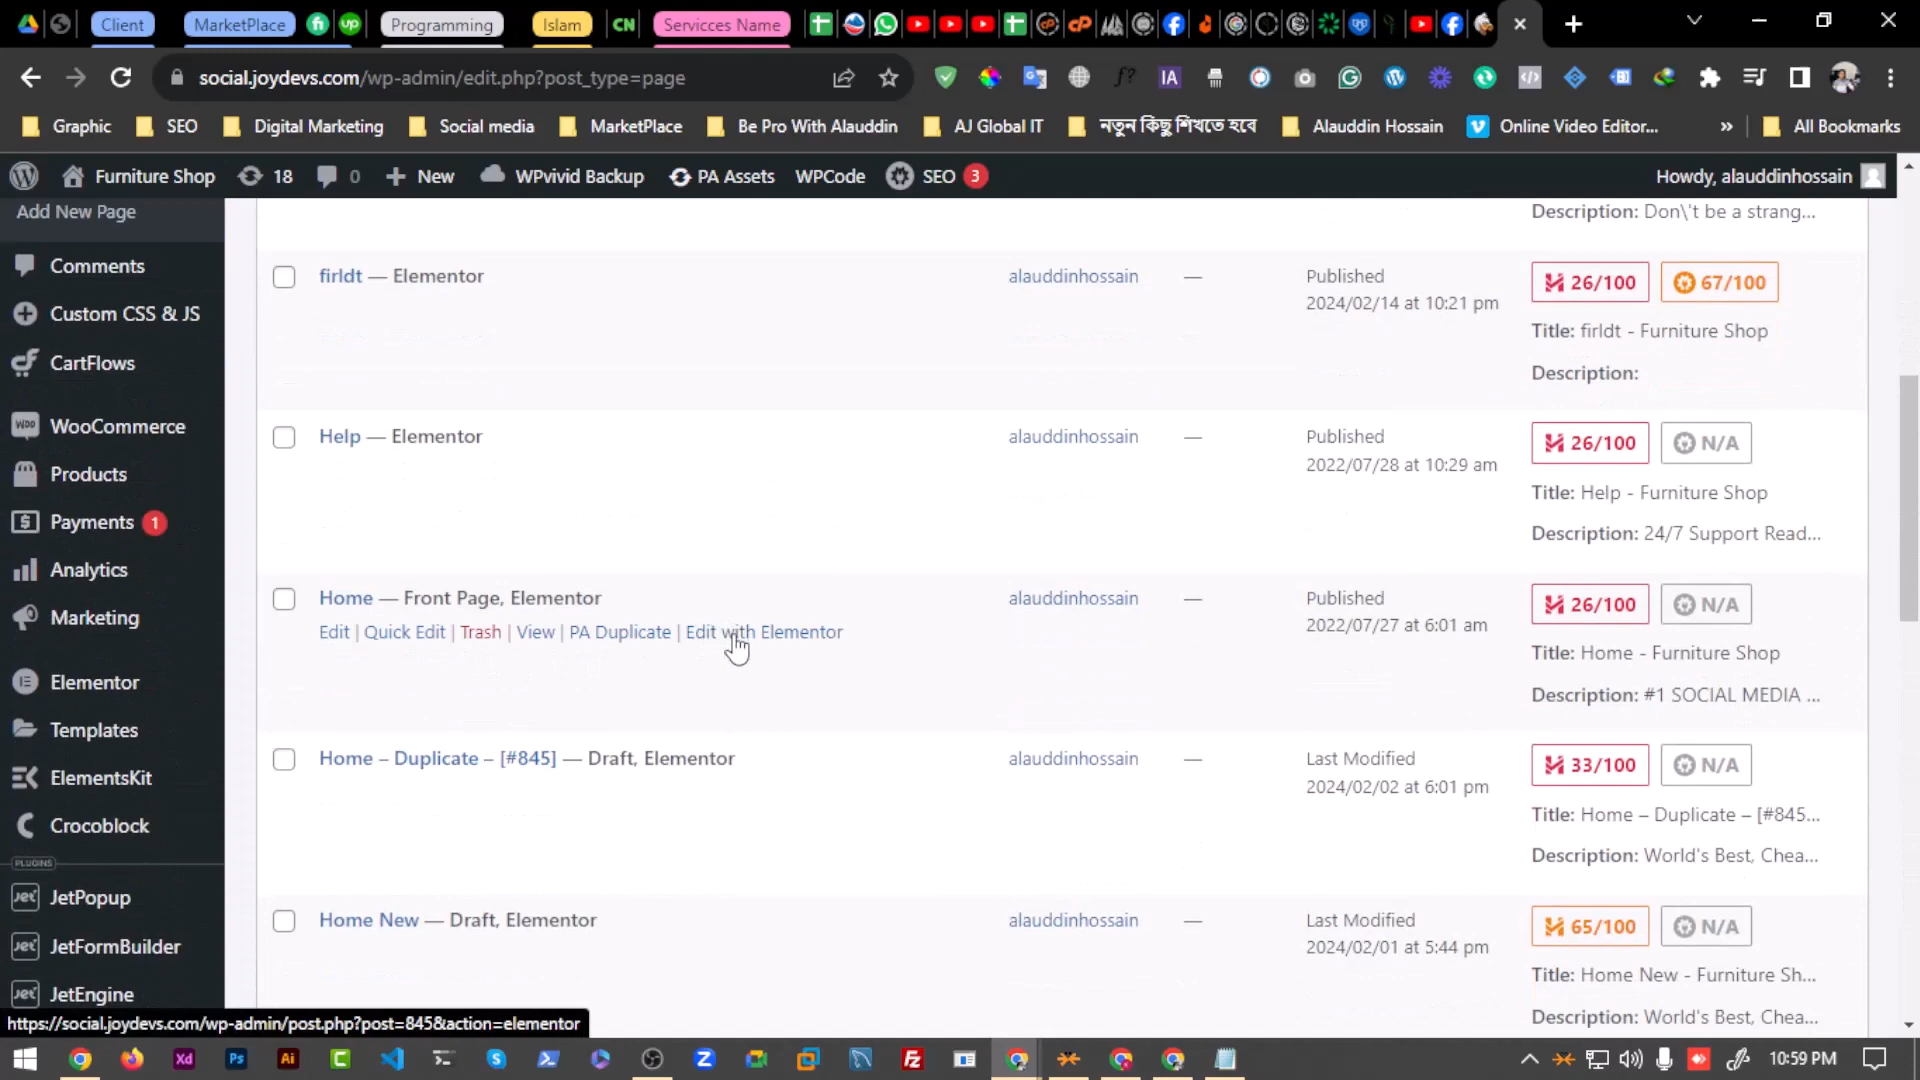 Client
MarketPlace
Programming
Islam
CN
Servicces Name
social.joydevs.com/wp-admin/edit.php?post_type=page
Graphic
SEO
Digital Marketing
Social media
MarketPlace
Be Pro With Alauddin
AJ Global IT
নতুন কিছু শিখতে হবে
Alauddin Hossain
Online Video Editor...
»
All Bookmarks
Furniture Shop
18
0
New
WPvivid Backup
PA Assets
WPCode
SEO 3
Howdy, alauddinhossain
Add New Page
Comments
Custom CSS & JS
CartFlows
WooCommerce
Products
Payments 1
Analytics
Marketing
Elementor
Templates
ElementsKit
Crocoblock
PLUGINS
JetPopup
JetFormBuilder
JetEngine
Description: Don\'t be a strang...
firldt — Elementor
alauddinhossain
—
Published
2024/02/14 at 10:21 pm
26/100
67/100
Title: firldt - Furniture Shop
Description:
Help — Elementor
alauddinhossain
—
Published
2022/07/28 at 10:29 am
26/100
N/A
Title: Help - Furniture Shop
Description: 24/7 Support Read...
Home — Front Page, Elementor
Edit | Quick Edit | Trash | View | PA Duplicate | Edit with Elementor
alauddinhossain
—
Published
2022/07/27 at 6:01 am
26/100
N/A
Title: Home - Furniture Shop
Description: #1 SOCIAL MEDIA ...
Home – Duplicate – [#845] — Draft, Elementor
alauddinhossain
—
Last Modified
2024/02/02 at 6:01 pm
33/100
N/A
Title: Home – Duplicate – [#845...
Description: World's Best, Chea...
Home New — Draft, Elementor
alauddinhossain
—
Last Modified
2024/02/01 at 5:44 pm
65/100
N/A
Title: Home New - Furniture Sh...
Description: World's Best, Chea...
https://social.joydevs.com/wp-admin/post.php?post=845&action=elementor
10:59 PM